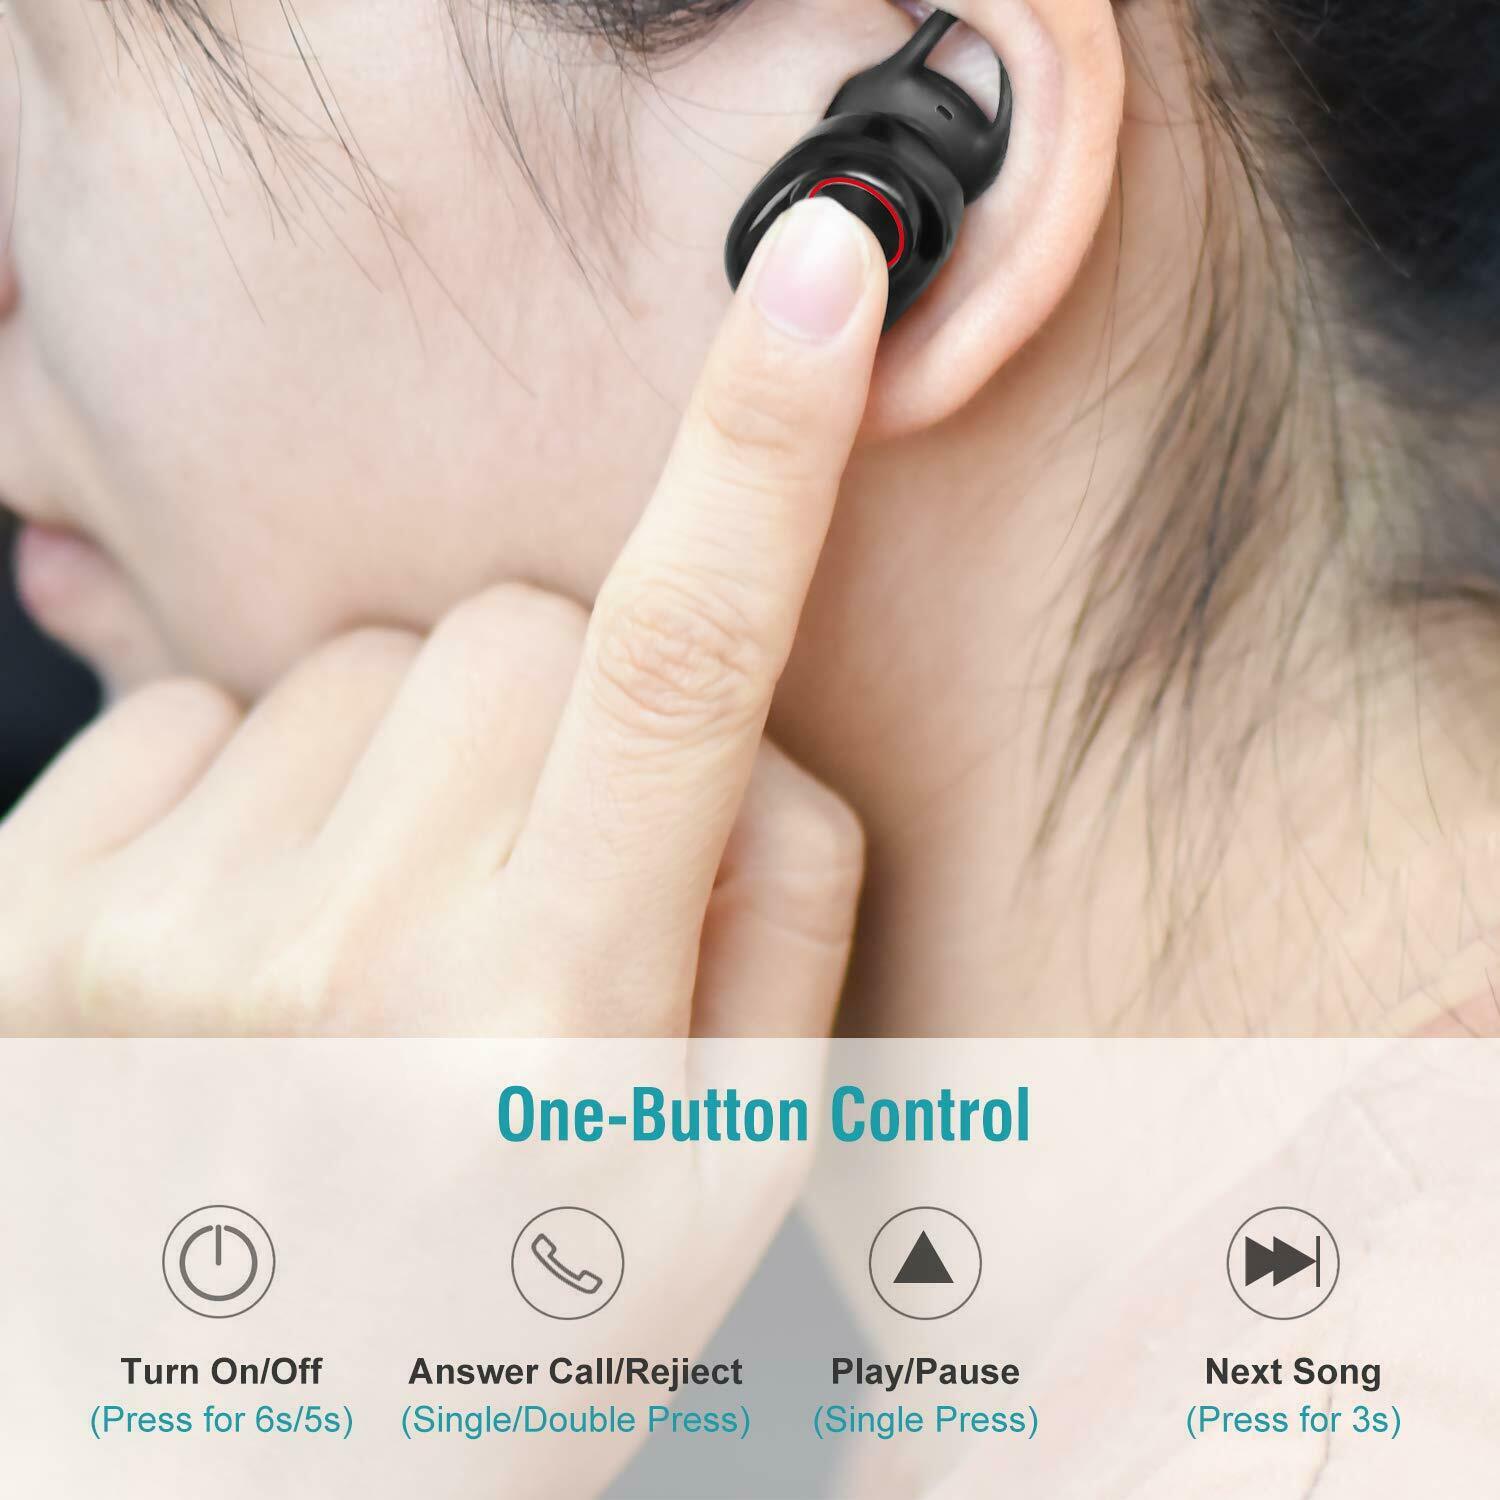 One-Button Control
Turn On/Off
Answer Call/Rejiect
Play/Pause
Next Song
(Press for 6s/5s)
(Single/Double Press)
(Single Press)
(Press for 3s)